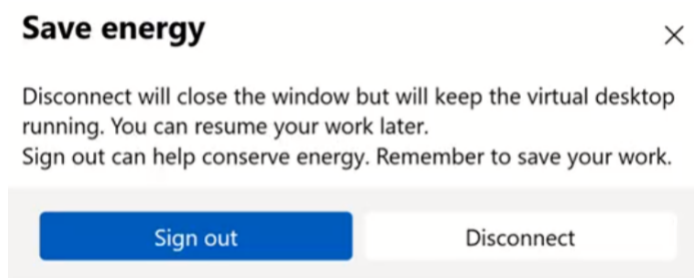 Save energy
Disconnect will close the window but will keep the virtual desktop
running. You can resume your work later.
Sign out can help conserve energy. Remember to save your work.
Sign out
Disconnect